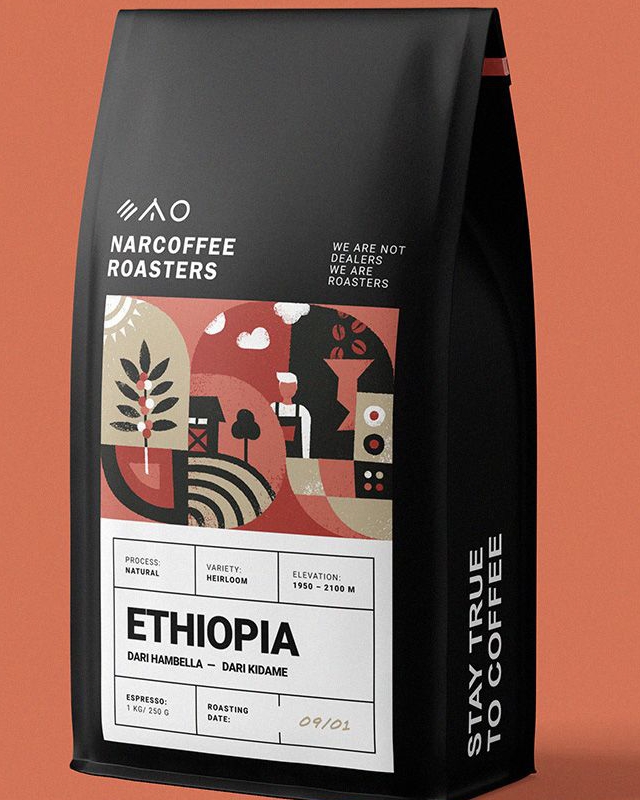 NARCOFFEE
ROASTERS
WE ARE NOT
DEALERS
WE ARE
ROASTERS
PROCESS:
NATURAL
VARIETY:
HEIRLOOM
ELEVATION:
1950 – 2100 M
ETHIOPIA
DARI HAMBELLA — DARI KIDAME
ESPRESSO:
1 KG/ 250 G
ROASTING
DATE:
09/01
STAY TRUE
TO COFFEE